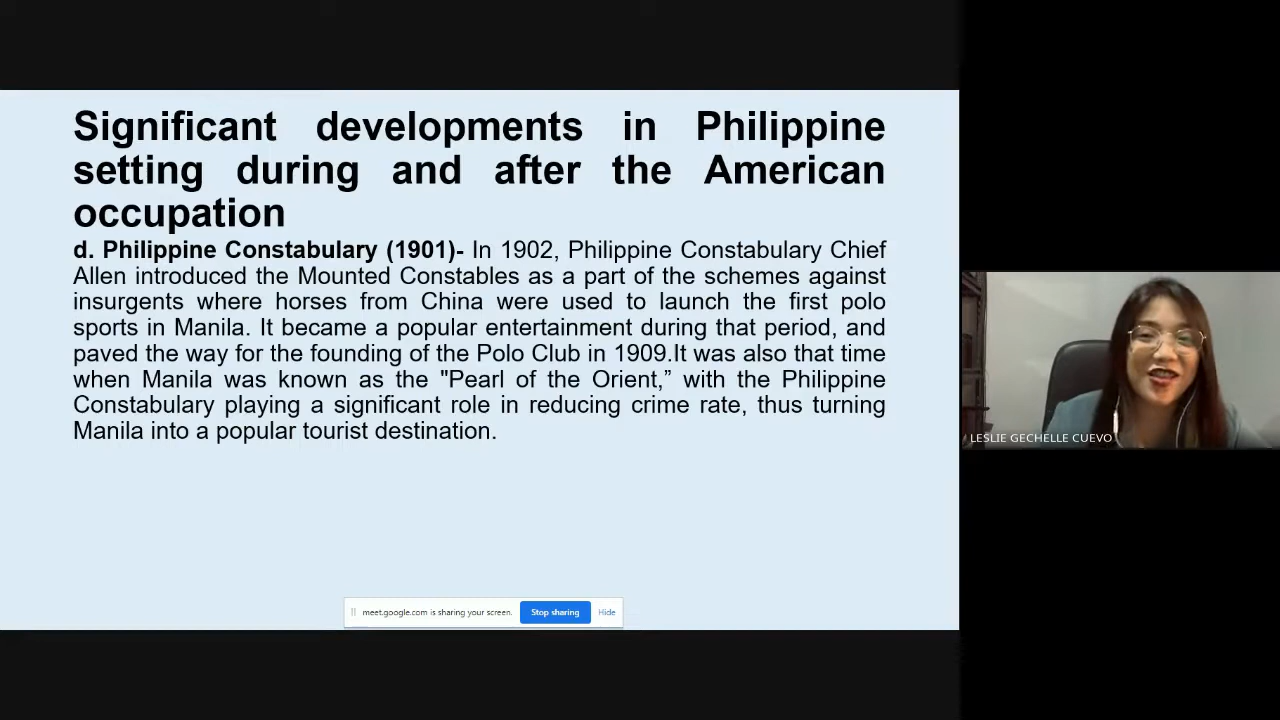 Significant developments in Philippine
setting during and after the American
occupation
d. Philippine Constabulary (1901)- In 1902, Philippine Constabulary Chief
Allen introduced the Mounted Constables as a part of the schemes against
insurgents where horses from China were used to launch the first polo
sports in Manila. It became a popular entertainment during that period, and
paved the way for the founding of the Polo Club in 1909.It was also that time
when Manila was known as the "Pearl of the Orient,” with the Philippine
Constabulary playing a significant role in reducing crime rate, thus turning
Manila into a popular tourist destination.
LESLIE GECHELLE CUEVO
meet.google.com is sharing your screen. Stop sharing Hide